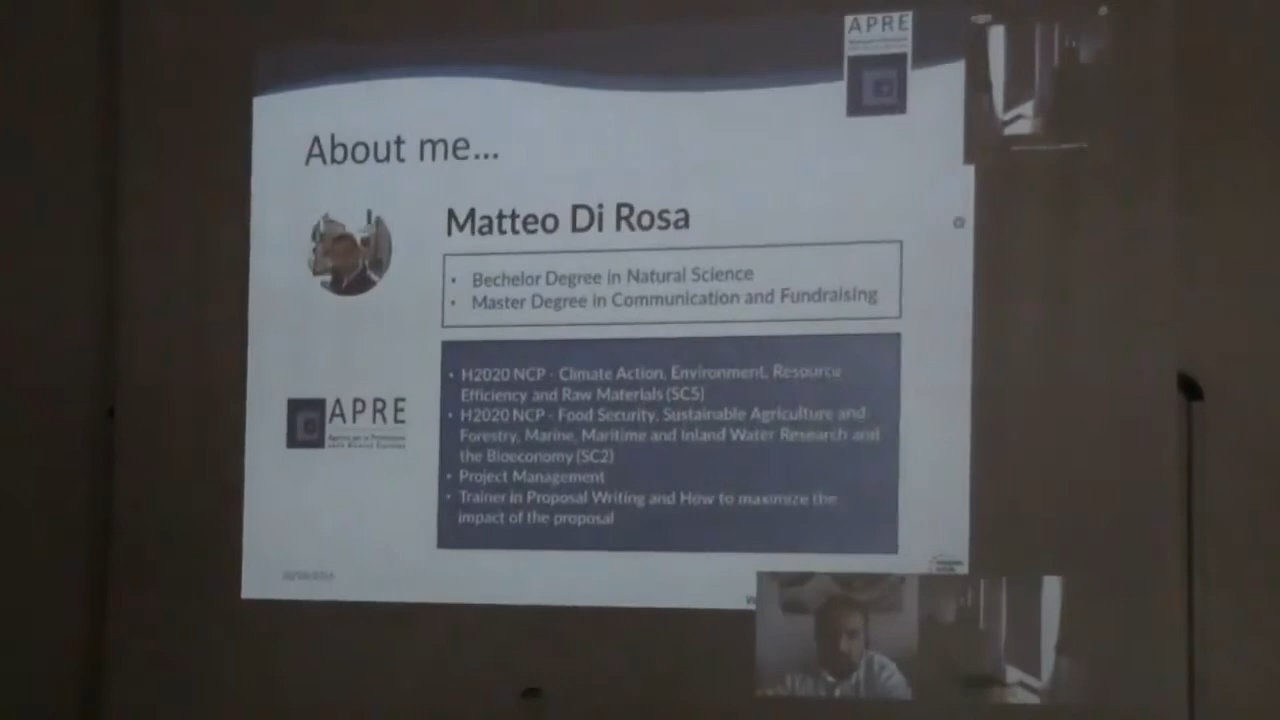 APRE
About me...
Matteo Di Rosa
• Bechelor Degree in Natural Science
• Master Degree in Communication and Fundraising
• H2020 NCP - Climate Action, Environment, Resource
Efficiency and Raw Materials (SC5)
• H2020 NCP - Food Security, Sustainable Agriculture and
Forestry, Marine, Maritime and Inland Water Research and
the Bioeconomy (SC2)
• Project Management
• Trainer in Proposal Writing and How to maximize the
impact of the proposal
APRE